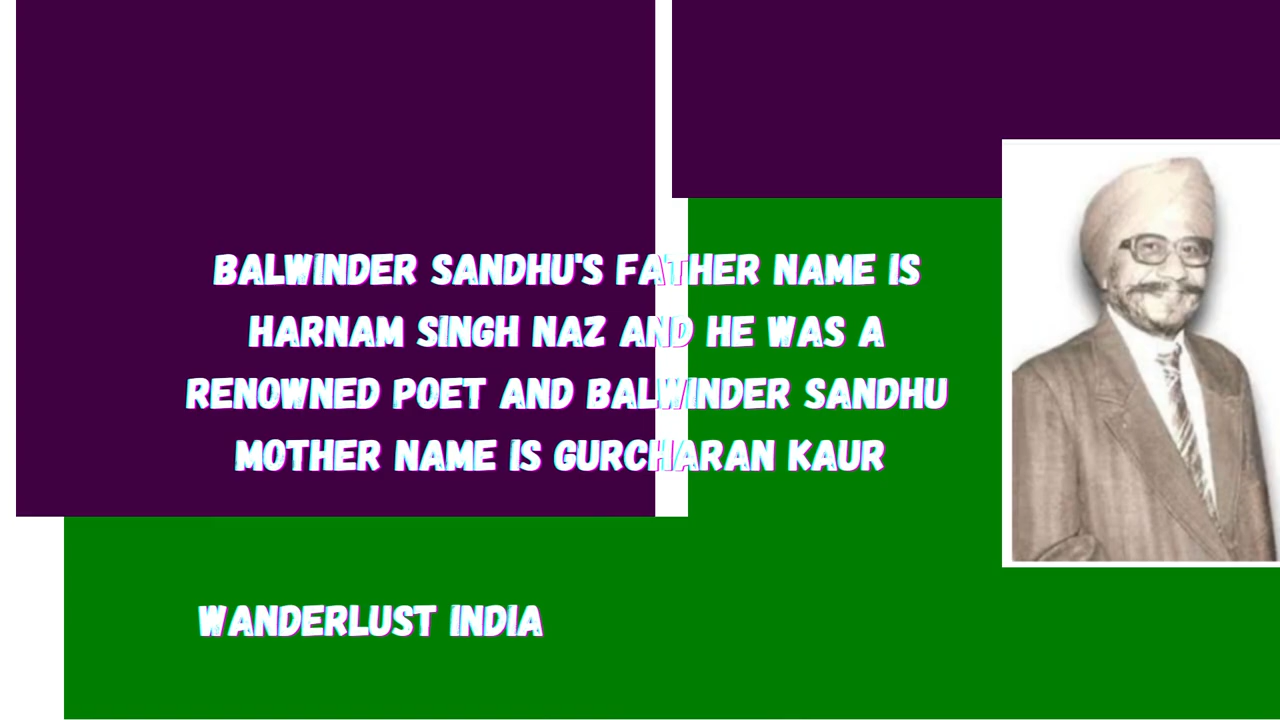 BALWINDER SANDHU'S FATHER NAME IS
HARNAM SINGH NAZ AND HE WAS A
RENOWNED POET AND BALWINDER SANDHU
MOTHER NAME IS GURCHARAN KAUR
WANDERLUST INDIA